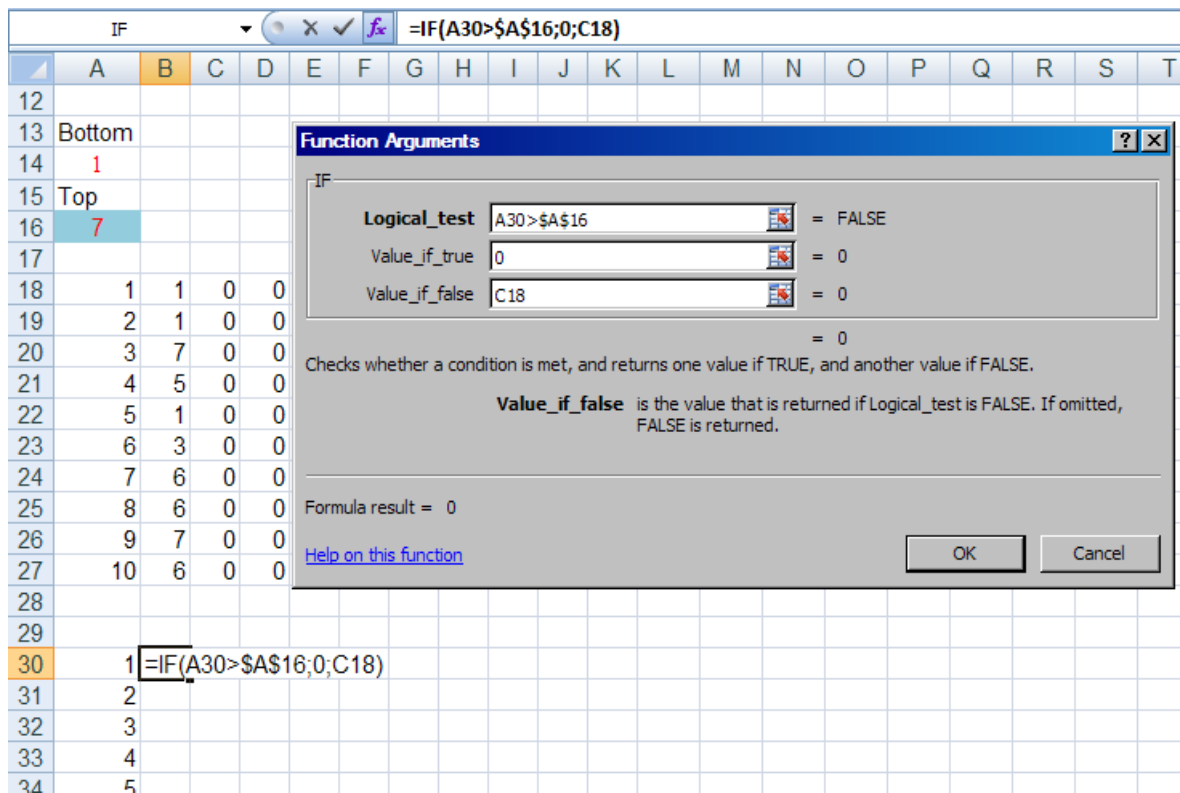 IF =IF(A30>$A$16;0;C18)
A B C D E F G H I J K L M N O P Q R S T
12
13 Bottom
14 1
15 Top
16 7
17
18 1 1 0 0
19 2 1 0 0
20 3 7 0 0
21 4 5 0 0
22 5 1 0 0
23 6 3 0 0
24 7 6 0 0
25 8 6 0 0
26 9 7 0 0
27 10 6 0 0
28
29
30 1 =IF(A30>$A$16;0;C18)
31 2
32 3
33 4
34 5
Function Arguments
IF
Logical_test A30>$A$16 = FALSE
Value_if_true 0 = 0
Value_if_false C18 = 0
= 0
Checks whether a condition is met, and returns one value if TRUE, and another value if FALSE.
Value_if_false is the value that is returned if Logical_test is FALSE. If omitted,
FALSE is returned.
Formula result = 0
Help on this function
OK Cancel